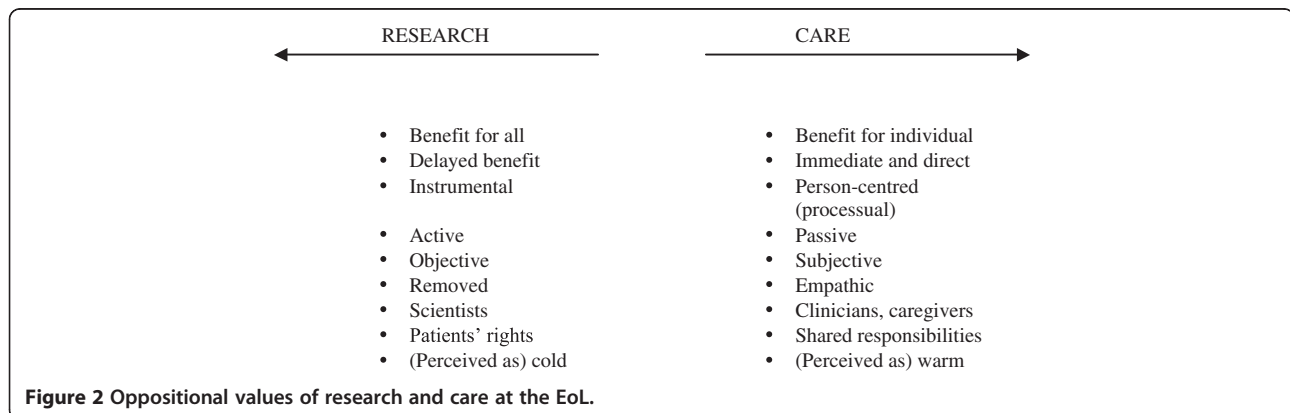 RESEARCH CARE
• Benefit for all • Benefit for individual
• Delayed benefit • Immediate and direct
• Instrumental • Person-centred
(processual)
• Active • Passive
• Objective • Subjective
• Removed • Empathic
• Scientists • Clinicians, caregivers
• Patients’ rights • Shared responsibilities
• (Perceived as) cold • (Perceived as) warm
Figure 2 Oppositional values of research and care at the EoL.